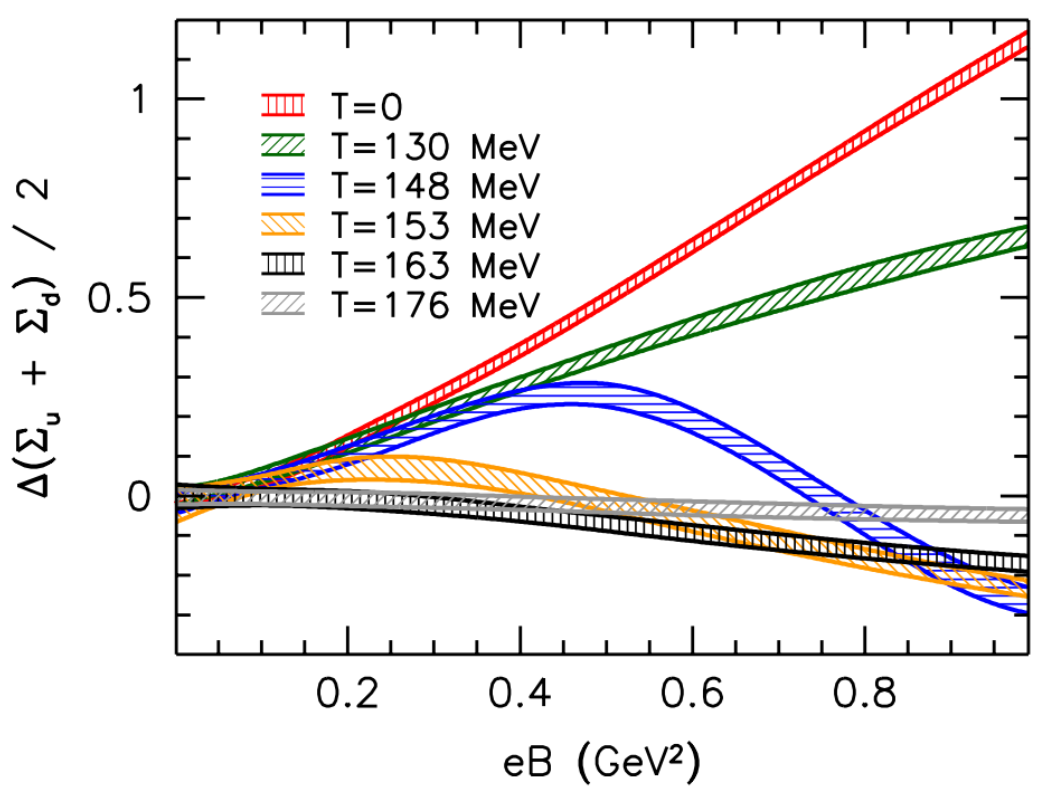 Δ(Σu + Σd) / 2
1
0.5
0
T=0
T=130 MeV
T=148 MeV
T=153 MeV
T=163 MeV
T=176 MeV
0.2 0.4 0.6 0.8
eB (GeV²)